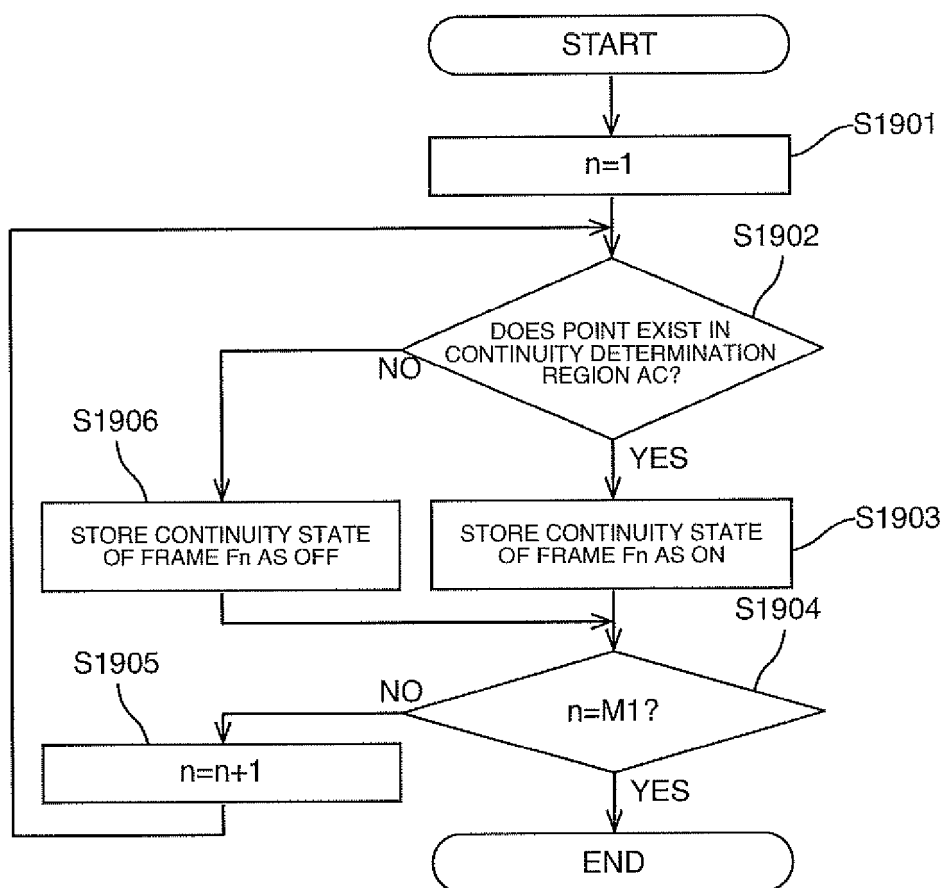 START
S1901
n=1
S1902
DOES POINT EXIST IN
CONTINUITY DETERMINATION
REGION AC?
NO
YES
S1906
STORE CONTINUITY STATE
OF FRAME Fn AS OFF
STORE CONTINUITY STATE
OF FRAME Fn AS ON
S1903
S1904
n=M1?
NO
S1905
n=n+1
YES
END